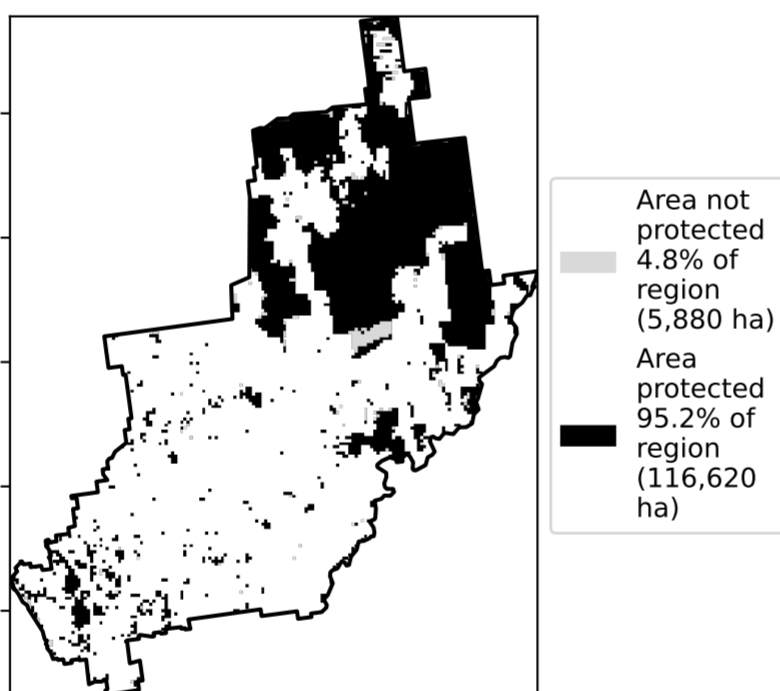 Area not
protected
4.8% of
region
(5,880 ha)
Area
protected
95.2% of
region
(116,620
ha)